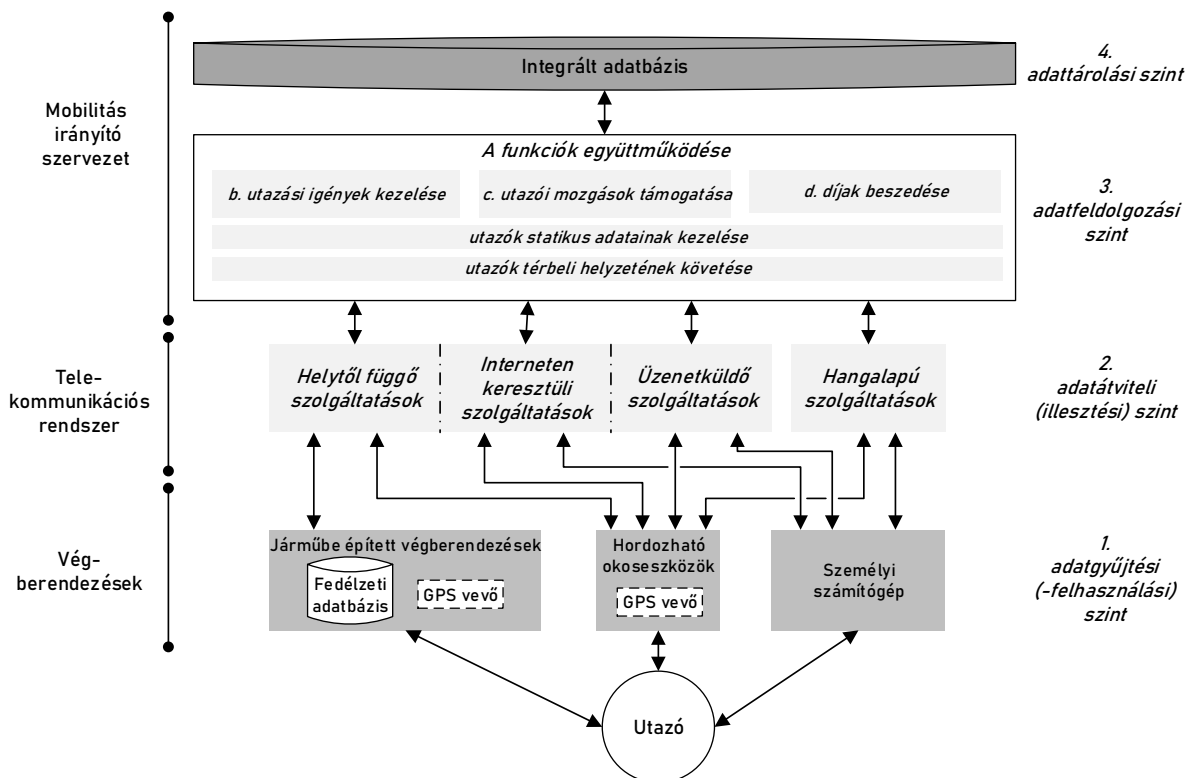 Integrált adatbázis
4.
adattárolási szint
Mobilitás
irányító
szervezet
A funkciók együttműködése
b. utazási igények kezelése
c. utazói mozgások támogatása
d. díjak beszedése
utazók statikus adatainak kezelése
utazók térbeli helyzetének követése
3.
adatfeldolgozási
szint
Tele-
kommunikációs
rendszer
Helytől függő
szolgáltatások
Interneten
keresztüli
szolgáltatások
Üzenetküldő
szolgáltatások
Hangalapú
szolgáltatások
2.
adatátviteli
(illesztési) szint
Vég-
berendezések
Járműbe épített végberendezések
Fedélzeti
adatbázis
GPS vevő
Hordozható
okoseszközök
GPS vevő
Személyi
számítógép
1.
adatgyűjtési
(-felhasználási)
szint
Utazó